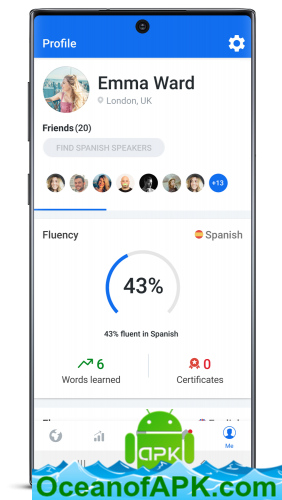 Profile
Emma Ward
London, UK
Friends (20)
FIND SPANISH SPEAKERS
+13
Fluency
Spanish
43%
43% fluent in Spanish
6
Words learned
0
Certificates
Me
APK
OceanofAPK.com